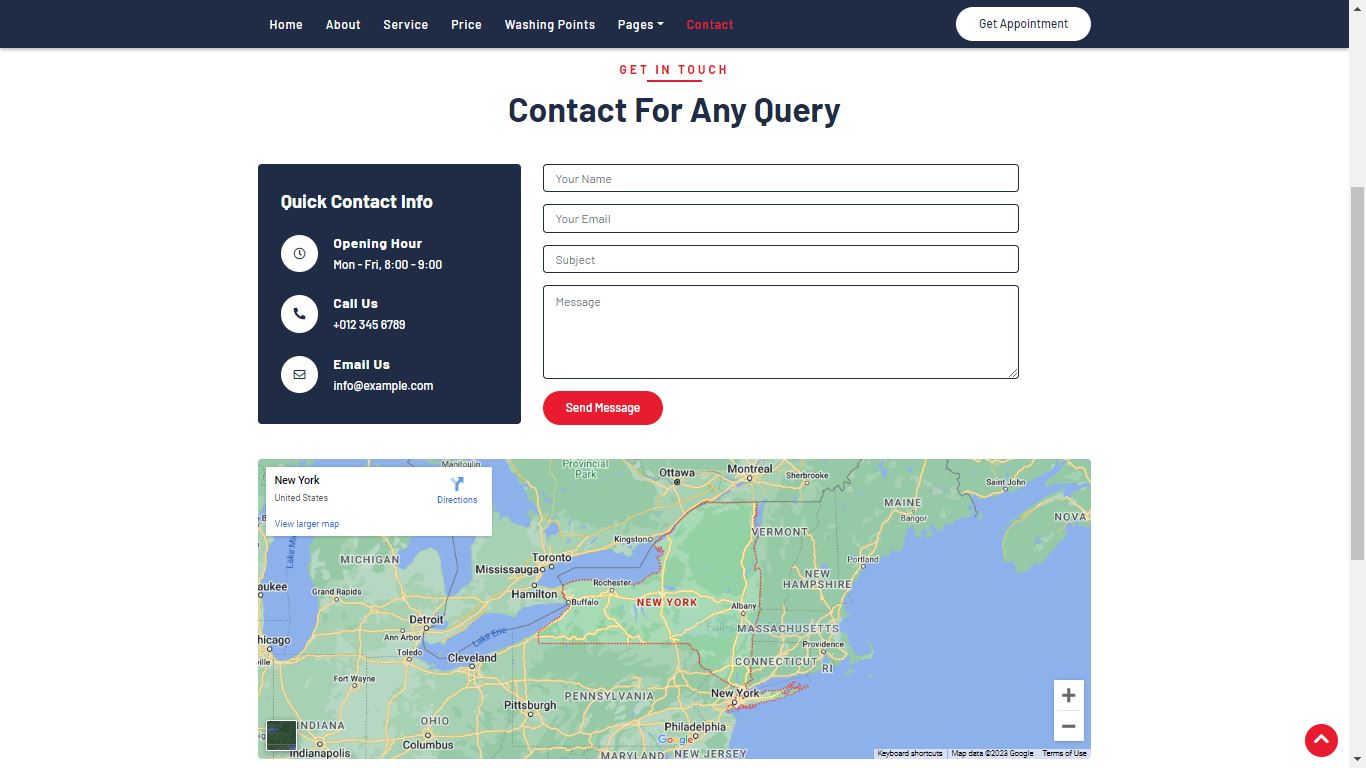 Home About Service Price Washing Points Pages Contact Get Appointment
GET IN TOUCH
Contact For Any Query
Quick Contact Info
Opening Hour
Mon - Fri, 8:00 - 9:00
Call Us
+012 345 6789
Email Us
info@example.com
Your Name
Your Email
Subject
Message
Send Message
New York
United States
Directions
View larger map
Manitoulin
Provincial
Park
Ottawa
Montreal
Sherbrooke
Saint John
MAINE
Bangor
NOVA
VERMONT
Kingston
MICHIGAN
Toronto
Portland
Mississauga
NEW
HAMPSHIRE
Rochester
aukee
Grand Rapids
Hamilton
Buffalo
NEW YORK
Albany
Detroit
MASSACHUSETTS
Ann Arbor
Lake Erie
hicago
Toledo
Providence
ville
Cleveland
CONNECTICUT
RI
Fort Wayne
New York
PENNSYLVANIA
Pittsburgh
INDIANA
OHIO
Philadelphia
Columbus
Google
Indianapolis
MARYLAND
NEW JERSEY
Keyboard shortcuts Map data ©2023 Google Terms of Use